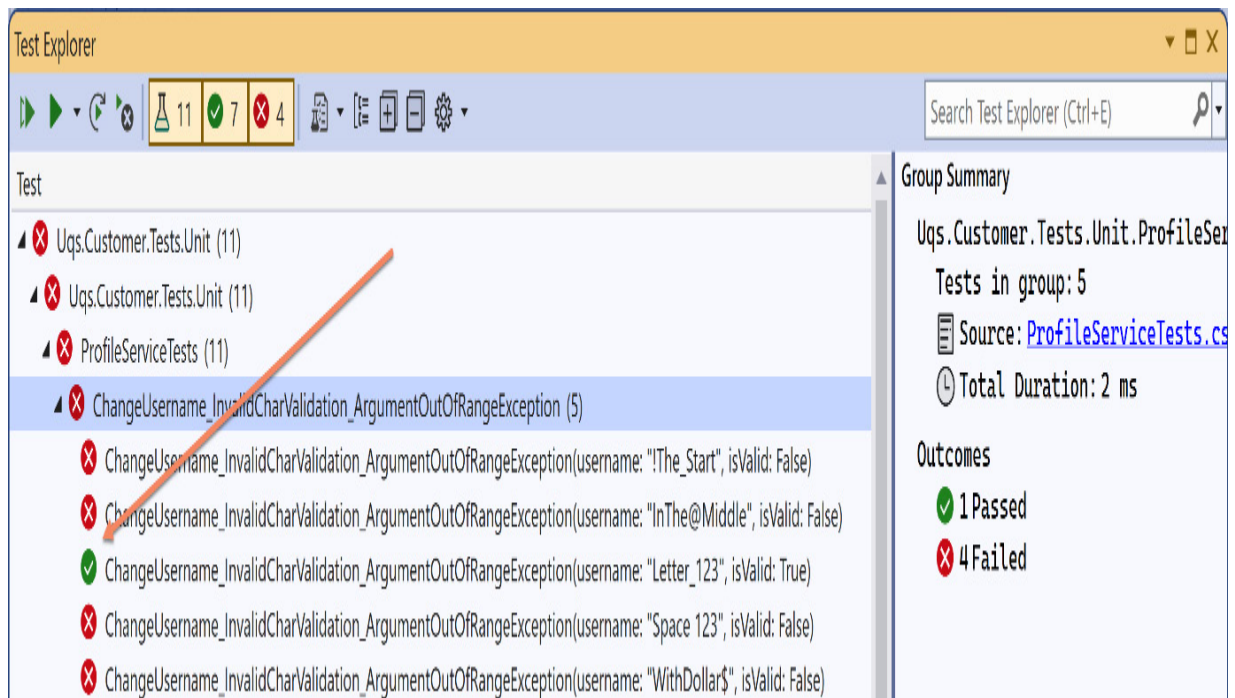 Test Explorer
11 7 4
Search Test Explorer (Ctrl+E)
Test
Uqs.Customer.Tests.Unit (11)
Uqs.Customer.Tests.Unit (11)
ProfileServiceTests (11)
ChangeUsername_InvalidCharValidation_ArgumentOutOfRangeException (5)
ChangeUsername_InvalidCharValidation_ArgumentOutOfRangeException(username: "!The_Start", isValid: False)
ChangeUsername_InvalidCharValidation_ArgumentOutOfRangeException(username: "InThe@Middle", isValid: False)
ChangeUsername_InvalidCharValidation_ArgumentOutOfRangeException(username: "Letter_123", isValid: True)
ChangeUsername_InvalidCharValidation_ArgumentOutOfRangeException(username: "Space 123", isValid: False)
ChangeUsername_InvalidCharValidation_ArgumentOutOfRangeException(username: "WithDollar$", isValid: False)
Group Summary
Uqs.Customer.Tests.Unit.ProfileSer
Tests in group: 5
Source: ProfileServiceTests.cs
Total Duration: 2 ms
Outcomes
1 Passed
4 Failed